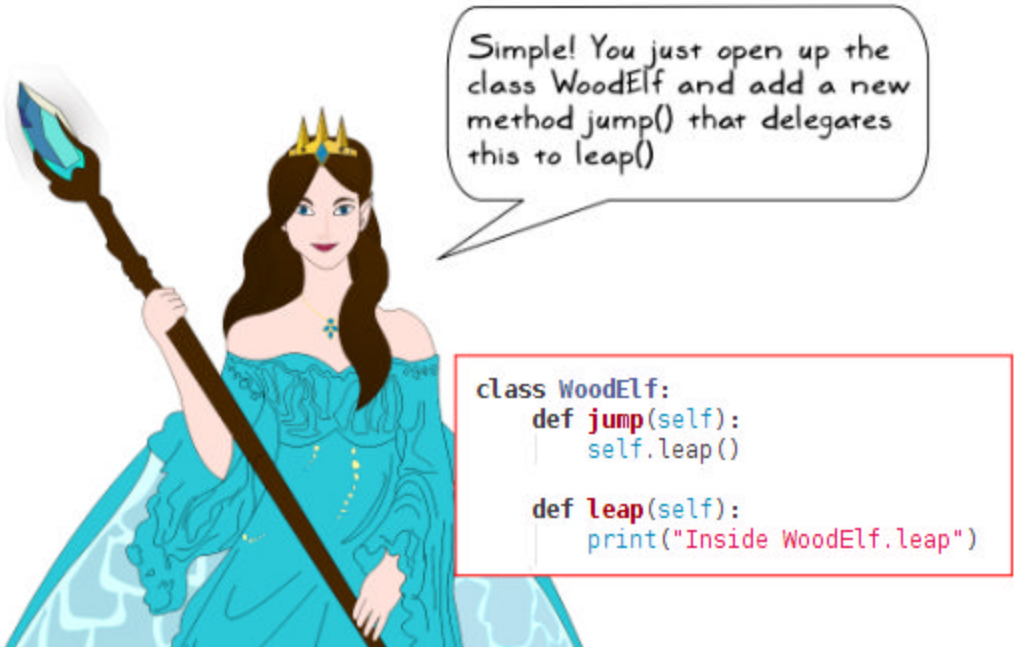 Simple! You just open up the
class WoodElf and add a new
method jump() that delegates
this to leap()
class WoodElf:
    def jump(self):
        self.leap()
    def leap(self):
        print("Inside WoodElf.leap")